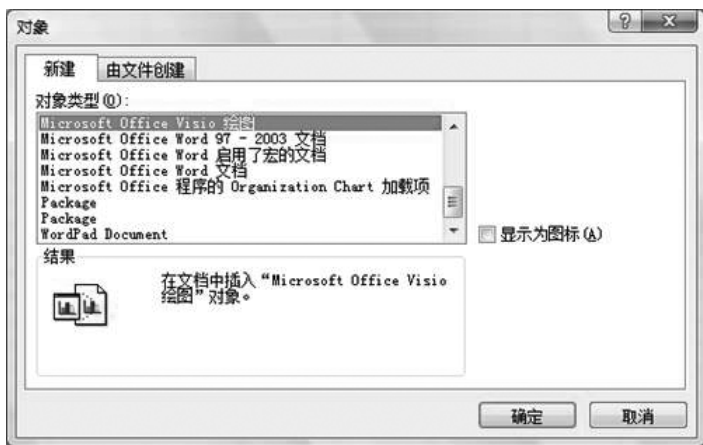 对象
新建 由文件创建
对象类型(O):
Microsoft Office Visio 绘图
Microsoft Office Word 97 - 2003 文档
Microsoft Office Word 启用了宏的文档
Microsoft Office Word 文档
Microsoft Office 程序的 Organization Chart 加载项
Package
Package
WordPad Document
显示为图标(A)
结果
在文档中插入“Microsoft Office Visio
绘图”对象。
确定 取消